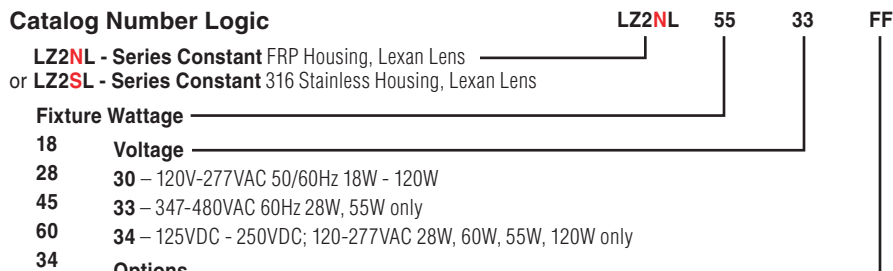 Catalog Number Logic LZ2NL 55 33 FF
LZ2NL - Series Constant FRP Housing, Lexan Lens
or LZ2SL - Series Constant 316 Stainless Housing, Lexan Lens
Fixture Wattage
18 Voltage
28 30 – 120V-277VAC 50/60Hz 18W - 120W
45 33 – 347-480VAC 60Hz 28W, 55W only
60 34 – 125VDC - 250VDC; 120-277VAC 28W, 60W, 55W, 120W only
34 Options